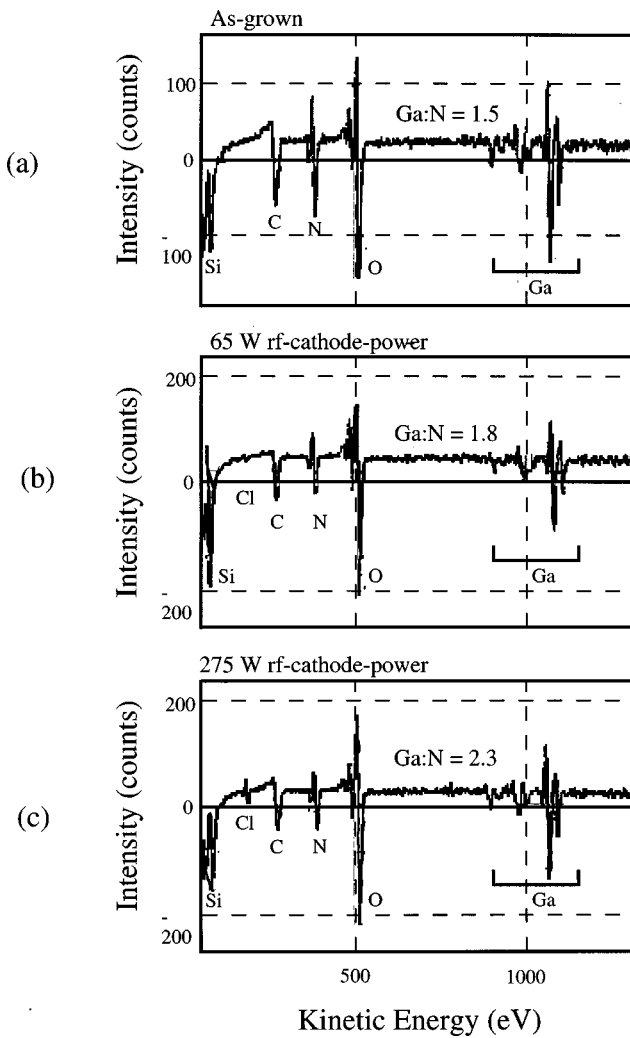 As-grown
(a)
Intensity (counts)
100
0
-
100
Ga:N = 1.5
Si
C
N
O
Ga
65 W rf-cathode-power
(b)
Intensity (counts)
200
0
-
200
Ga:N = 1.8
Si
Cl
C
N
O
Ga
275 W rf-cathode-power
(c)
Intensity (counts)
200
0
-
200
Ga:N = 2.3
Si
Cl
C
N
O
Ga
500
1000
Kinetic Energy (eV)